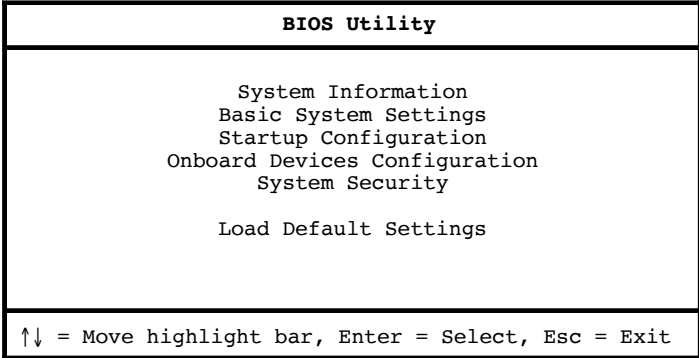 BIOS Utility
System Information
Basic System Settings
Startup Configuration
Onboard Devices Configuration
System Security
Load Default Settings
↑↓ = Move highlight bar, Enter = Select, Esc = Exit